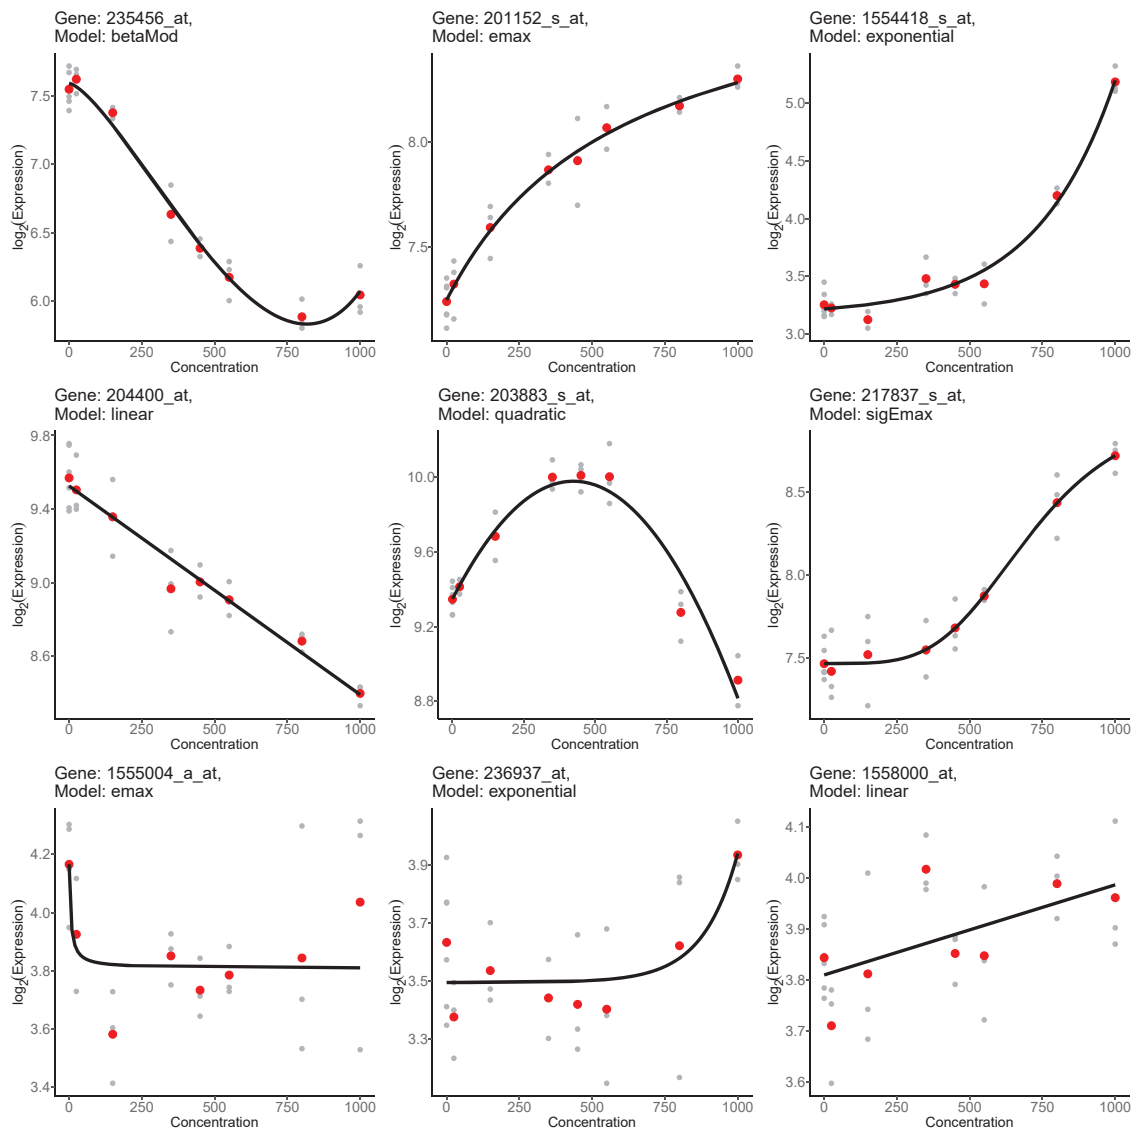 Gene: 235456_at,
Model: betaMod
log2(Expression)
7.5
7.0
6.5
6.0
0
250
500
750
1000
Concentration
Gene: 201152_s_at,
Model: emax
log2(Expression)
8.0
7.5
0
250
500
750
1000
Concentration
Gene: 1554418_s_at,
Model: exponential
log2(Expression)
5.0
4.5
4.0
3.5
3.0
0
250
500
750
1000
Concentration
Gene: 204400_at,
Model: linear
log2(Expression)
9.8
9.4
9.0
8.6
0
250
500
750
1000
Concentration
Gene: 203883_s_at,
Model: quadratic
log2(Expression)
10.0
9.6
9.2
8.8
0
250
500
750
1000
Concentration
Gene: 217837_s_at,
Model: sigEmax
log2(Expression)
8.5
8.0
7.5
0
250
500
750
1000
Concentration
Gene: 1555004_a_at,
Model: emax
log2(Expression)
4.2
4.0
3.8
3.6
3.4
0
250
500
750
1000
Concentration
Gene: 236937_at,
Model: exponential
log2(Expression)
3.9
3.7
3.5
3.3
0
250
500
750
1000
Concentration
Gene: 1558000_at,
Model: linear
log2(Expression)
4.1
4.0
3.9
3.8
3.7
3.6
0
250
500
750
1000
Concentration